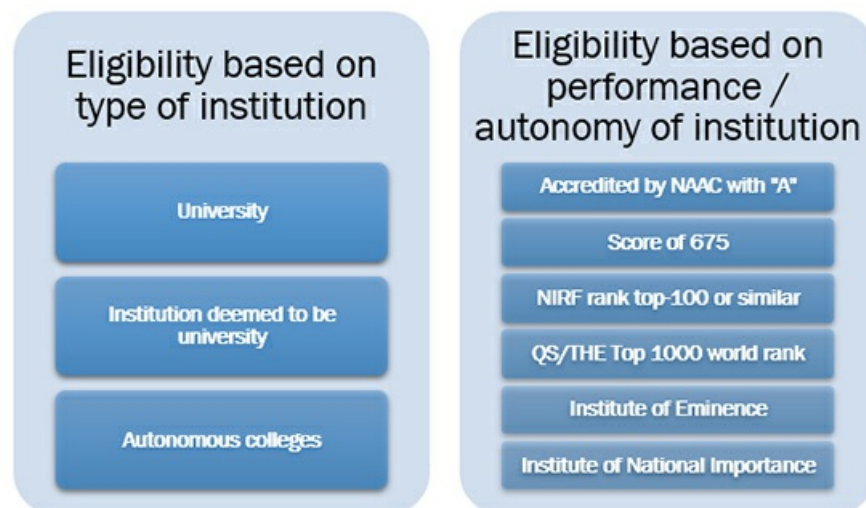 Eligibility based on
type of institution
University
Institution deemed to be
university
Autonomous colleges
Eligibility based on
performance /
autonomy of institution
Accredited by NAAC with "A"
Score of 675
NIRF rank top-100 or similar
QS/THE Top 1000 world rank
Institute of Eminence
Institute of National Importance